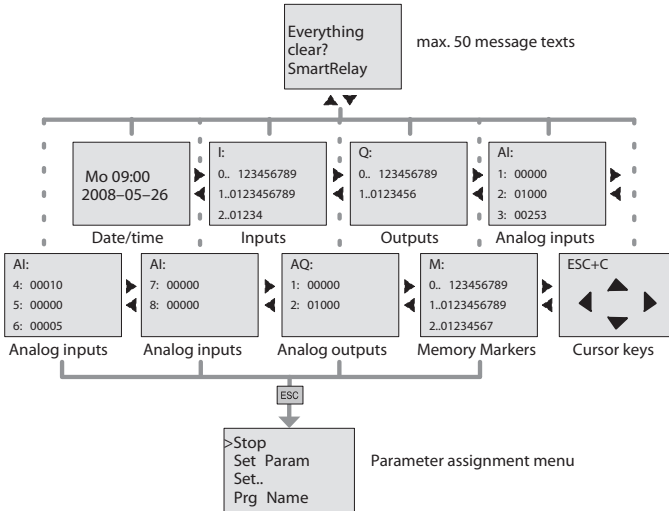 Everything
clear?
SmartRelay
max. 50 message texts
Mo 09:00
2008–05–26
Date/time
I:
0.. 123456789
1..0123456789
2..01234
Inputs
Q:
0.. 123456789
1..0123456
Outputs
AI:
1: 00000
2: 01000
3: 00253
Analog inputs
AI:
4: 00010
5: 00000
6: 00005
Analog inputs
AI:
7: 00000
8: 00000
Analog inputs
AQ:
1: 00000
2: 01000
Analog outputs
M:
0.. 123456789
1..0123456789
2..01234567
Memory Markers
ESC+C
Cursor keys
ESC
>Stop
Set Param
Set..
Prg Name
Parameter assignment menu